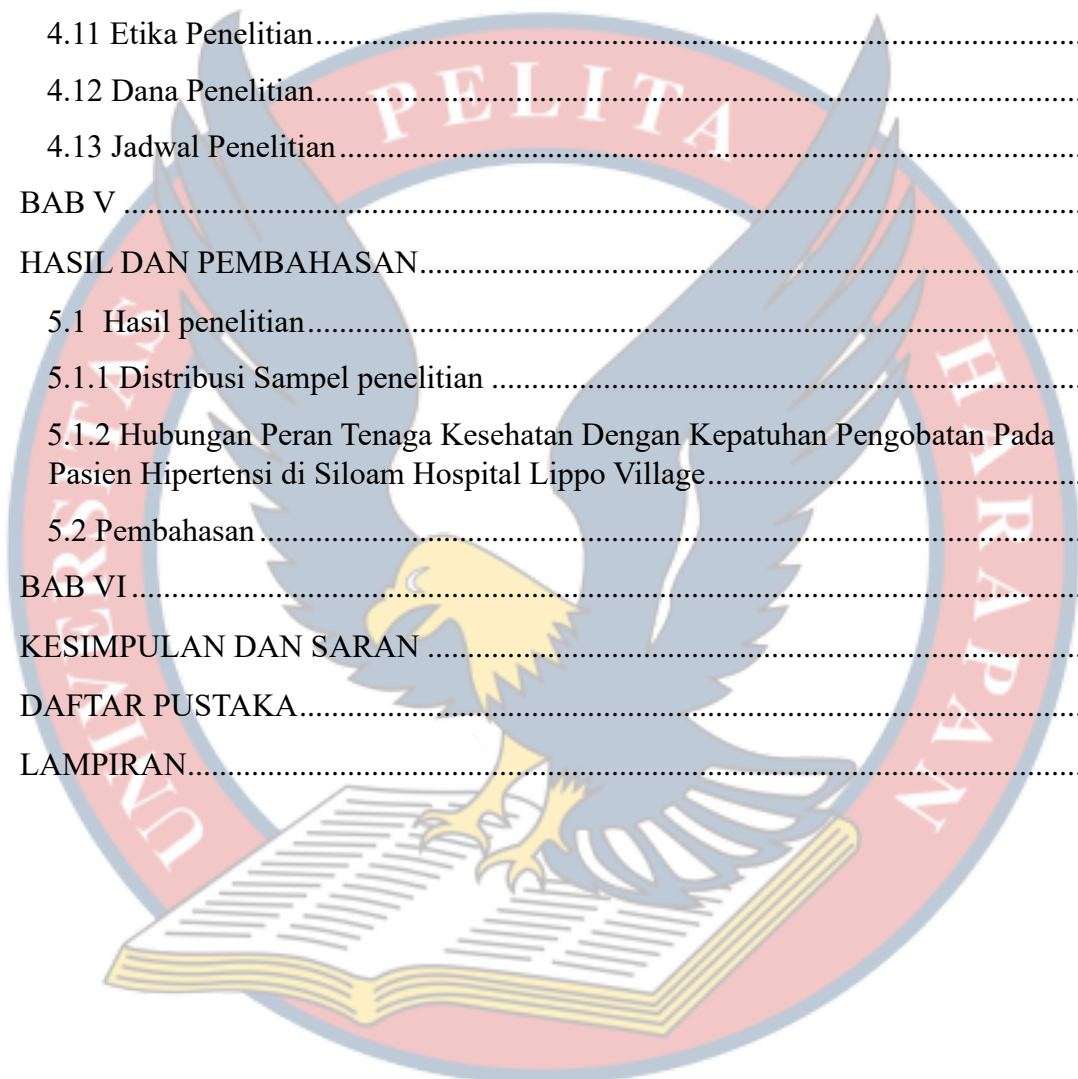 4.11 Etika Penelitian........................................................................
4.12 Dana Penelitian........................................................................
4.13 Jadwal Penelitian........................................................................
BAB V ........................................................................
HASIL DAN PEMBAHASAN........................................................................
5.1 Hasil penelitian........................................................................
5.1.1 Distribusi Sampel penelitian ........................................................................
5.1.2 Hubungan Peran Tenaga Kesehatan Dengan Kepatuhan Pengobatan Pada
Pasien Hipertensi di Siloam Hospital Lippo Village........................................................................
5.2 Pembahasan ........................................................................
BAB VI ........................................................................
KESIMPULAN DAN SARAN ........................................................................
DAFTAR PUSTAKA........................................................................
LAMPIRAN........................................................................
UNIVERSITAS PELITA HARAPAN